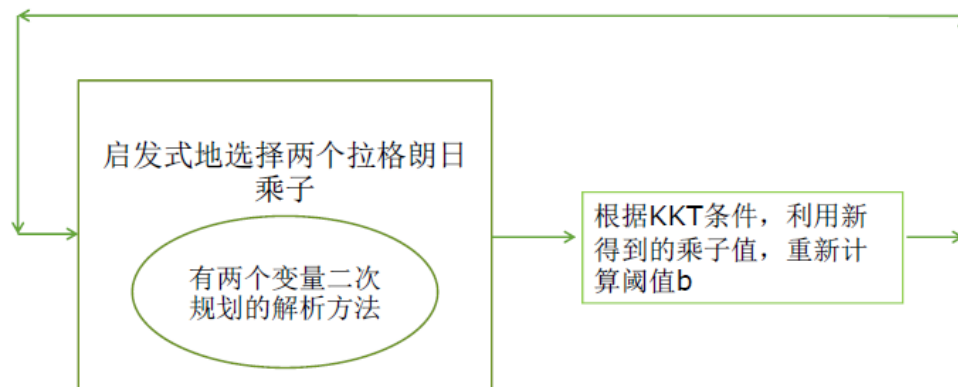 启发式地选择两个拉格朗日
乘子
有两个变量二次
规划的解析方法
根据KKT条件，利用新
得到的乘子值，重新计
算阈值b